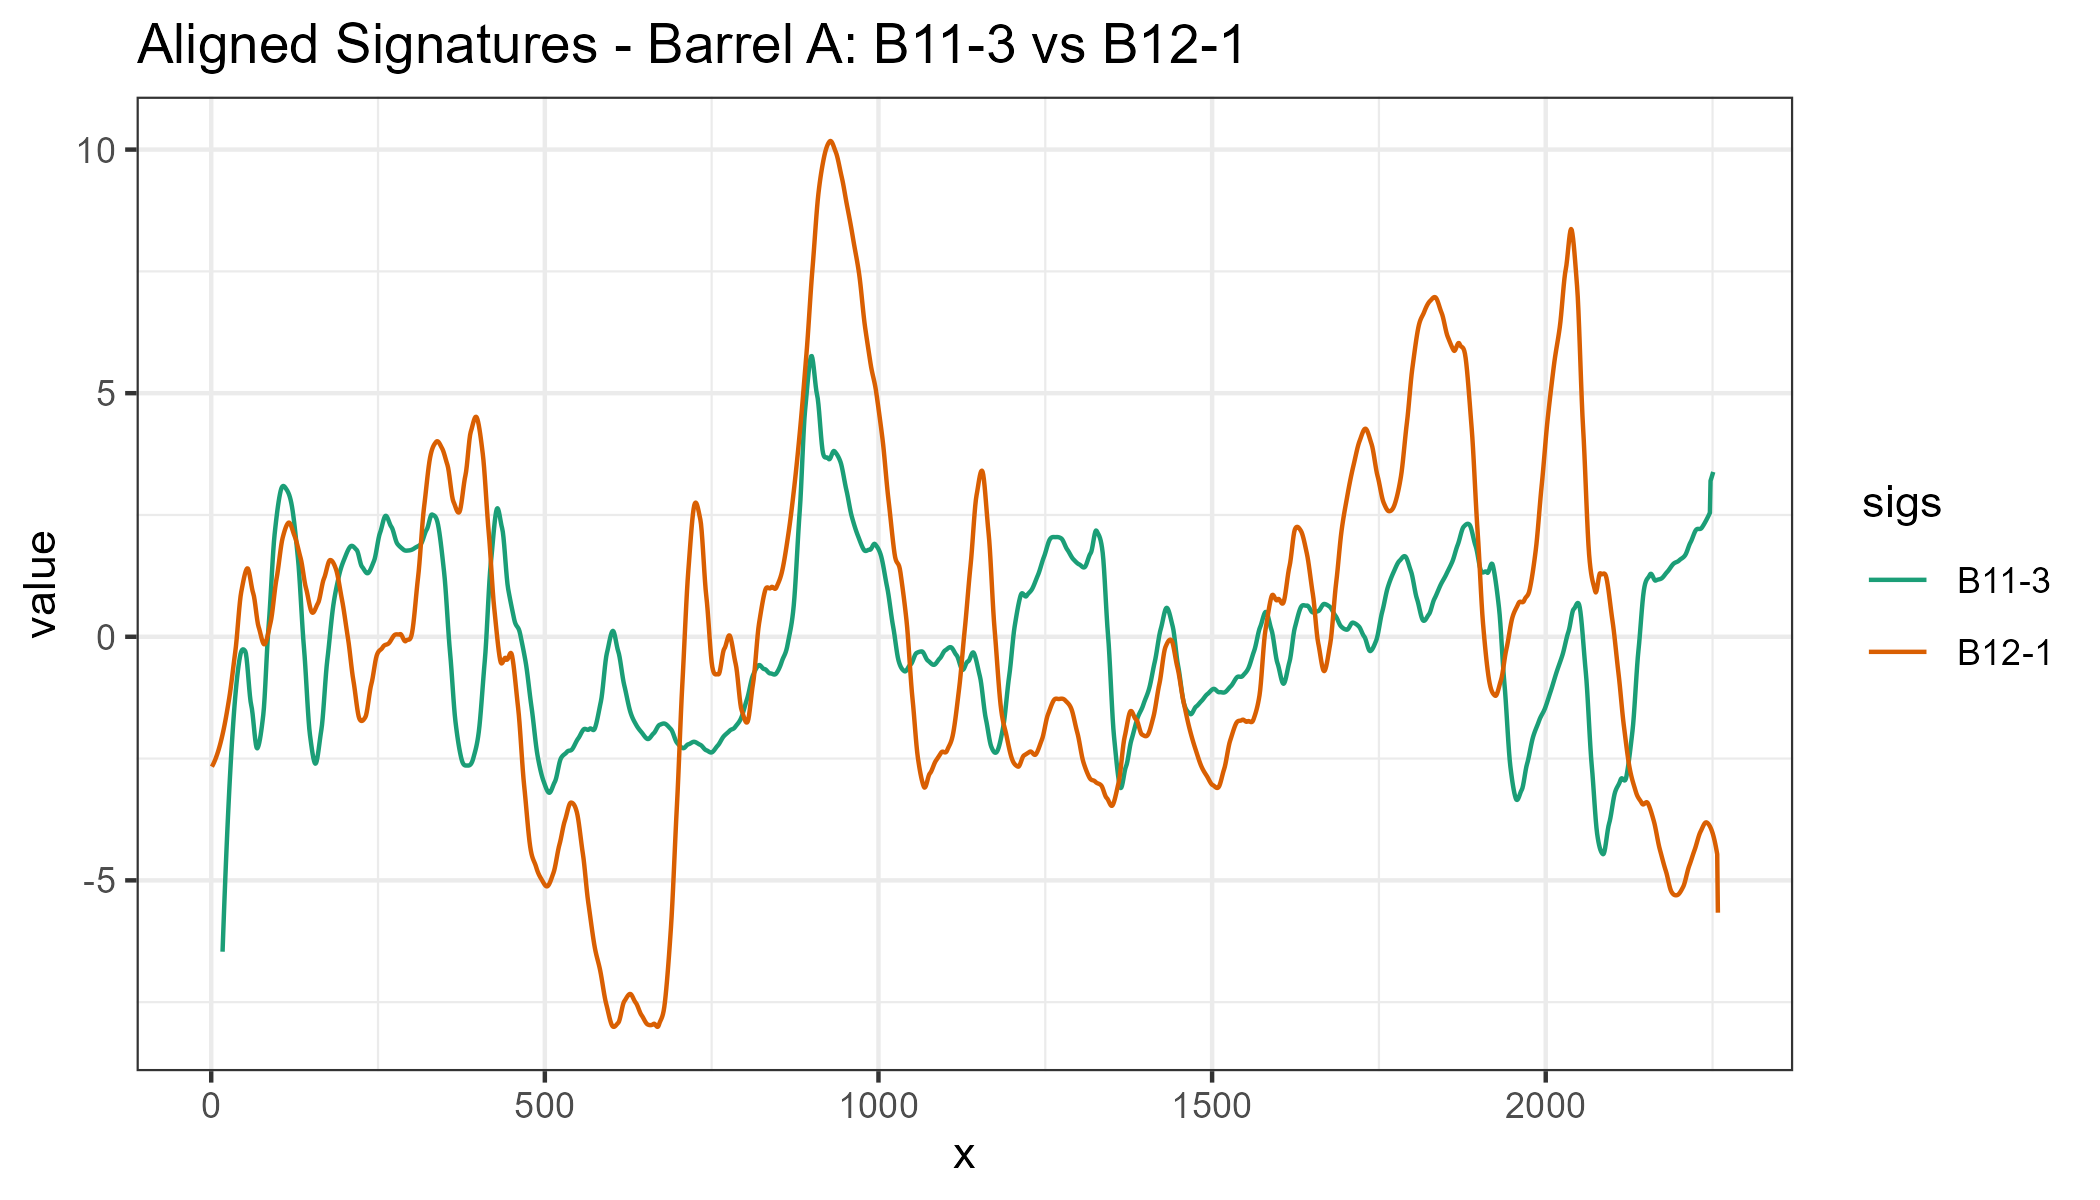 Aligned Signatures - Barrel A: B11-3 vs B12-1
10
5
0
-5
value
0 500 1000 1500 2000
x
sigs
B11-3
B12-1